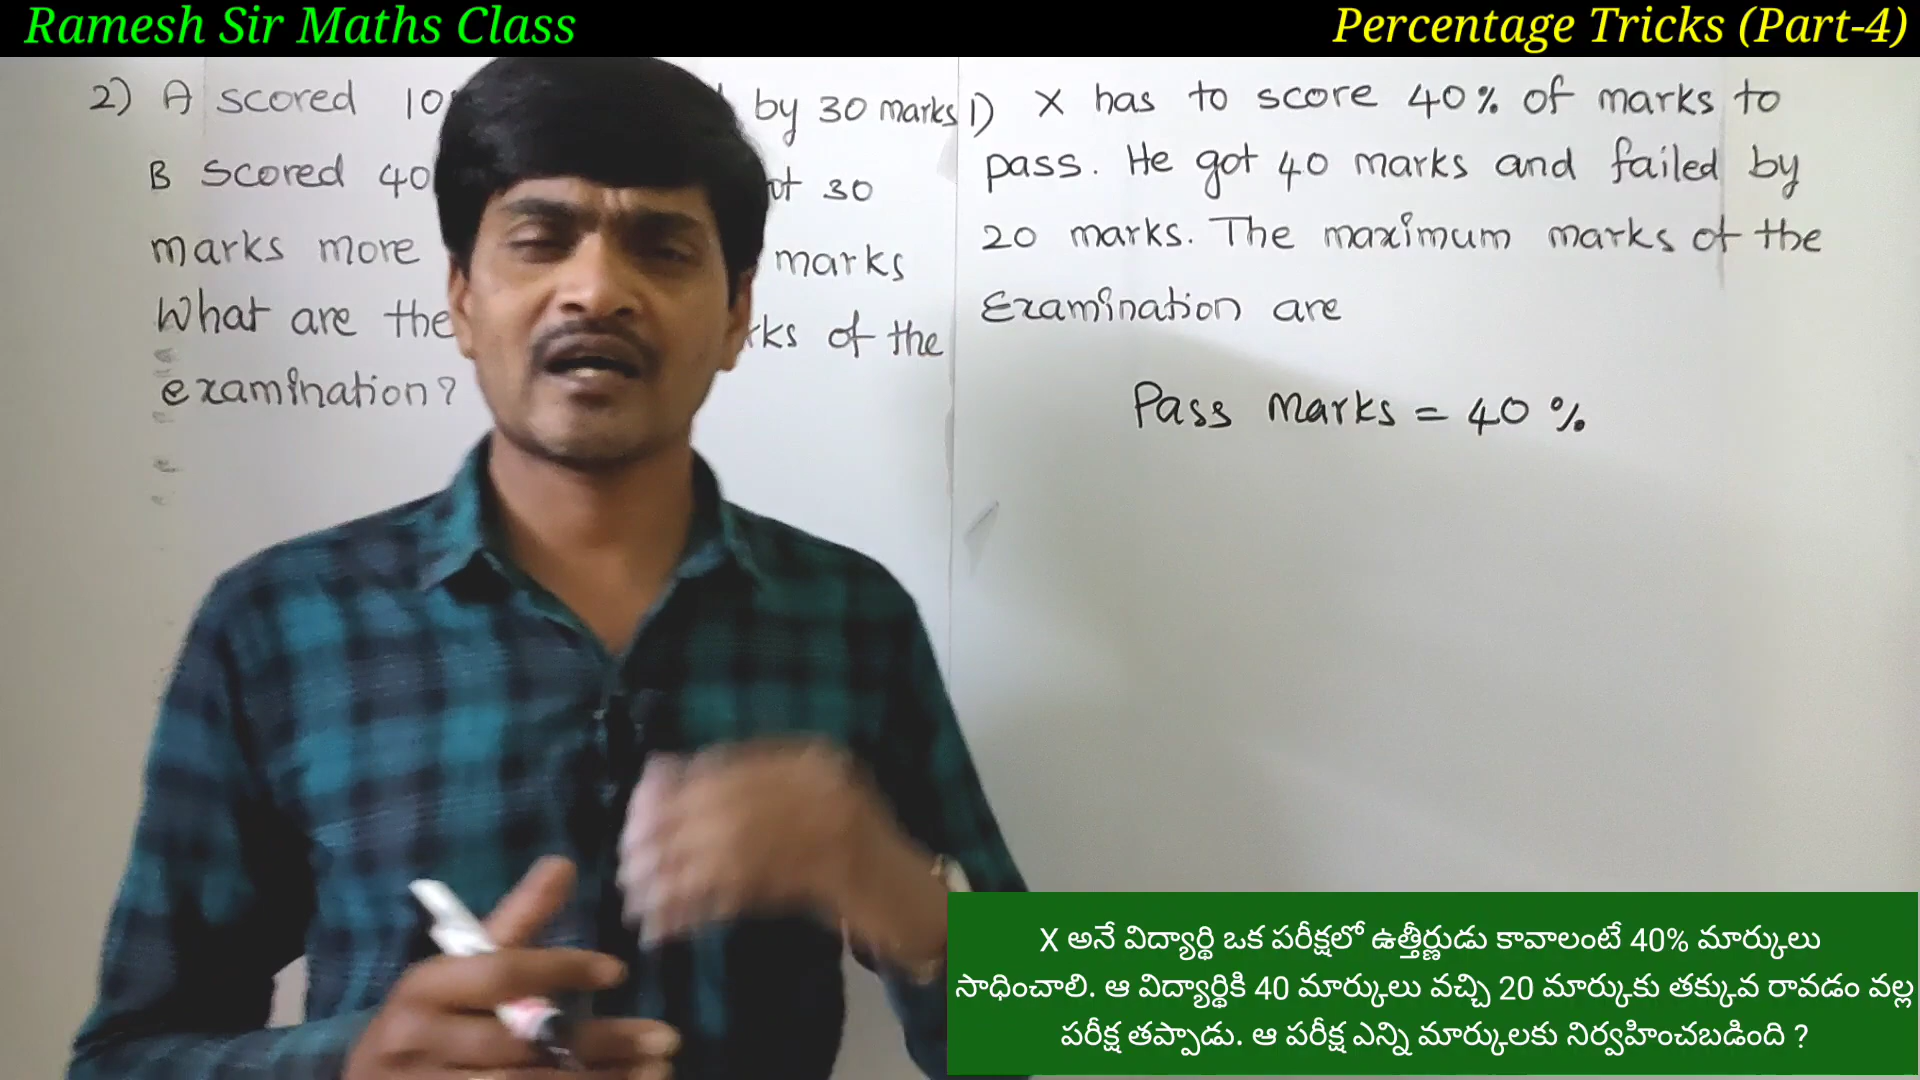 Ramesh Sir Maths Class
Percentage Tricks (Part-4)
2) A scored 10 by 30 marks
B scored 40 30
marks more marks
What are the of the
examination?
1) X has to score 40% of marks to
pass. He got 40 marks and failed by
20 marks. The maximum marks of the
Examination are
Pass Marks = 40 %
X అనే విద్యార్థి ఒక పరీక్షలో ఉత్తీర్ణుడు కావాలంటే 40% మార్కులు
సాధించాలి. ఆ విద్యార్థికి 40 మార్కులు వచ్చి 20 మార్కుకు తక్కువ రావడం వల్ల
పరీక్ష తప్పాడు. ఆ పరీక్ష ఎన్ని మార్కులకు నిర్వహించబడింది ?